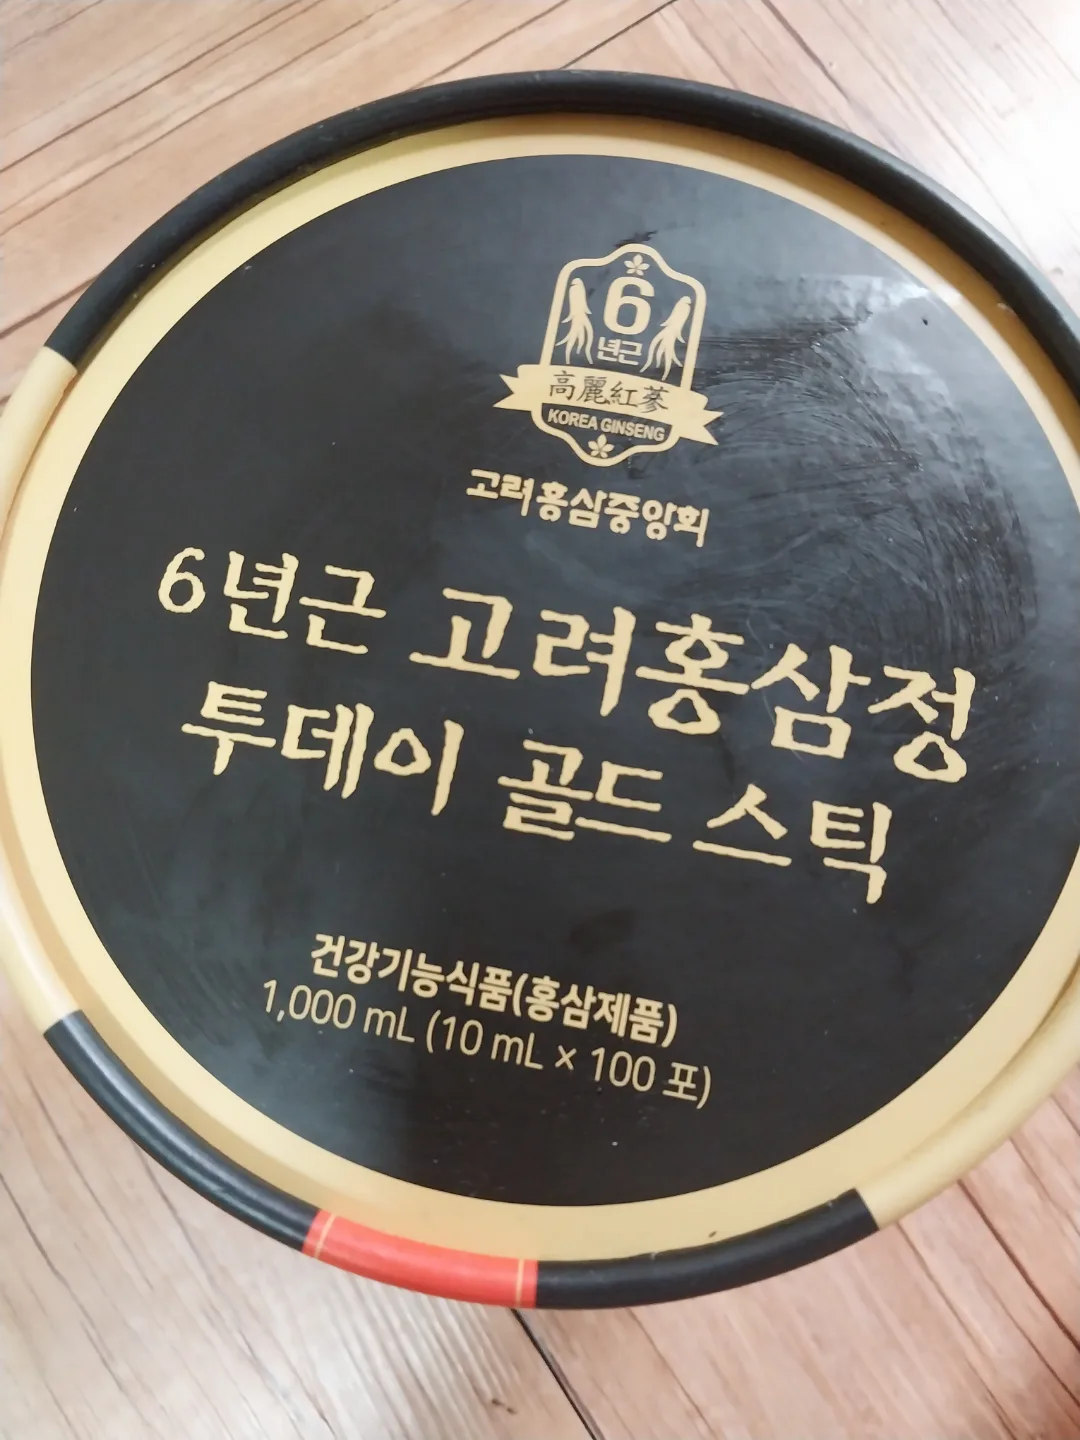 6
년근
高麗紅蔘
KOREA GINSENG
고려홍삼중앙회
6년근 고려홍삼정
투데이 골드 스틱
건강기능식품(홍삼제품)
1,000 mL (10 mL × 100 포)